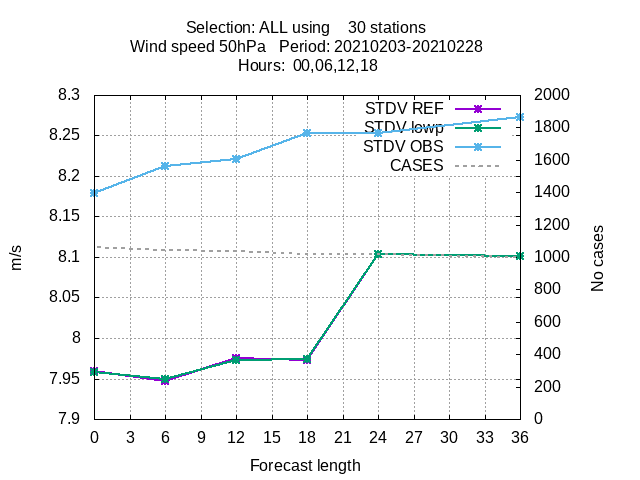 Selection: ALL using    30 stations
Wind speed 50hPa   Period: 20210203-20210228
Hours:  00,06,12,18
8.3
8.25
8.2
8.15
8.1
8.05
8
7.95
7.9
m/s
STDV REF
STDV lowp
STDV OBS
CASES
2000
1800
1600
1400
1200
1000
800
600
400
200
0
No cases
0 3 6 9 12 15 18 21 24 27 30 33 36
Forecast length